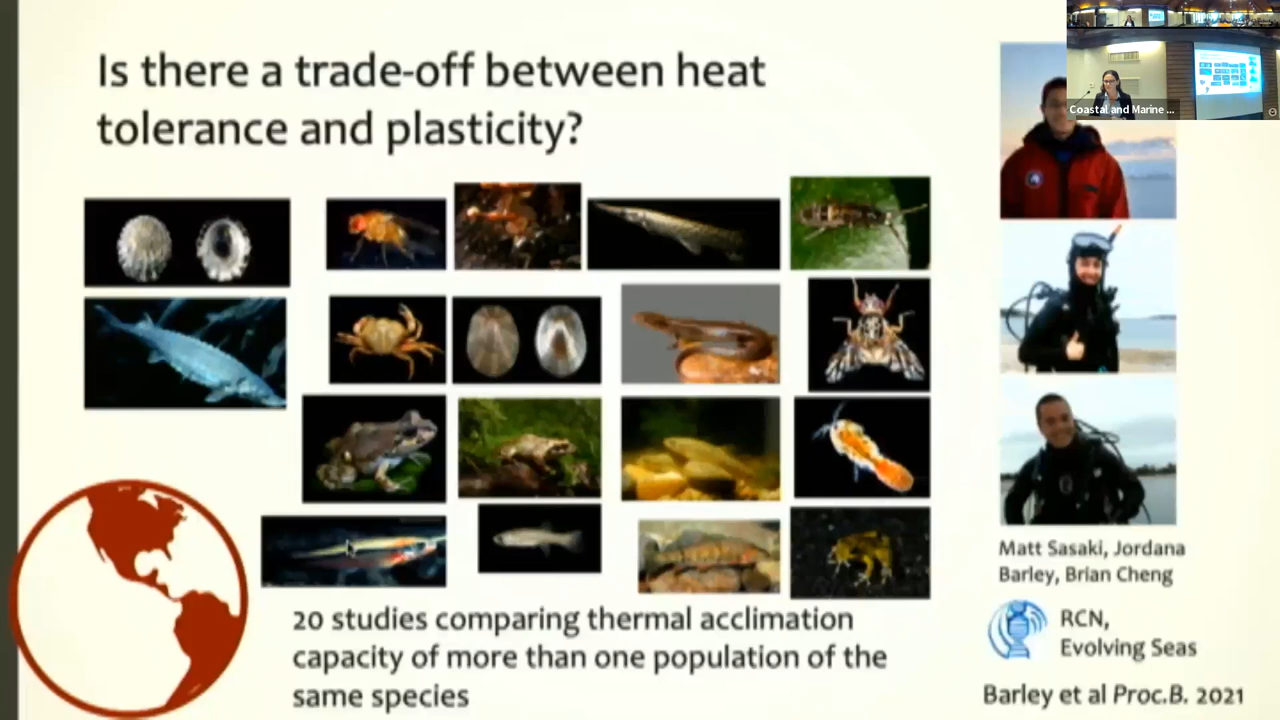 Is there a trade-off between heat
tolerance and plasticity?
Coastal and Marine ...
Matt Sasaki, Jordana
Barley, Brian Cheng
RCN,
Evolving Seas
20 studies comparing thermal acclimation
capacity of more than one population of the
same species
Barley et al Proc.B. 2021